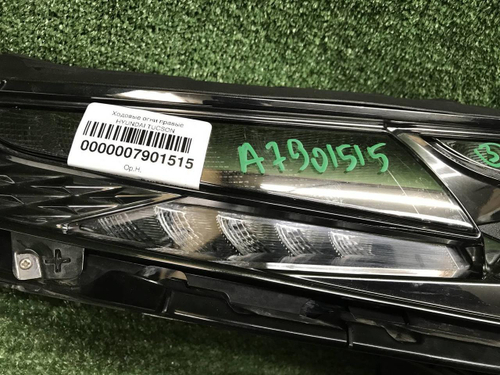 Ходовые огни правые
HYUNDAI TUCSON
0000007901515
Ор.Н.
A7901515